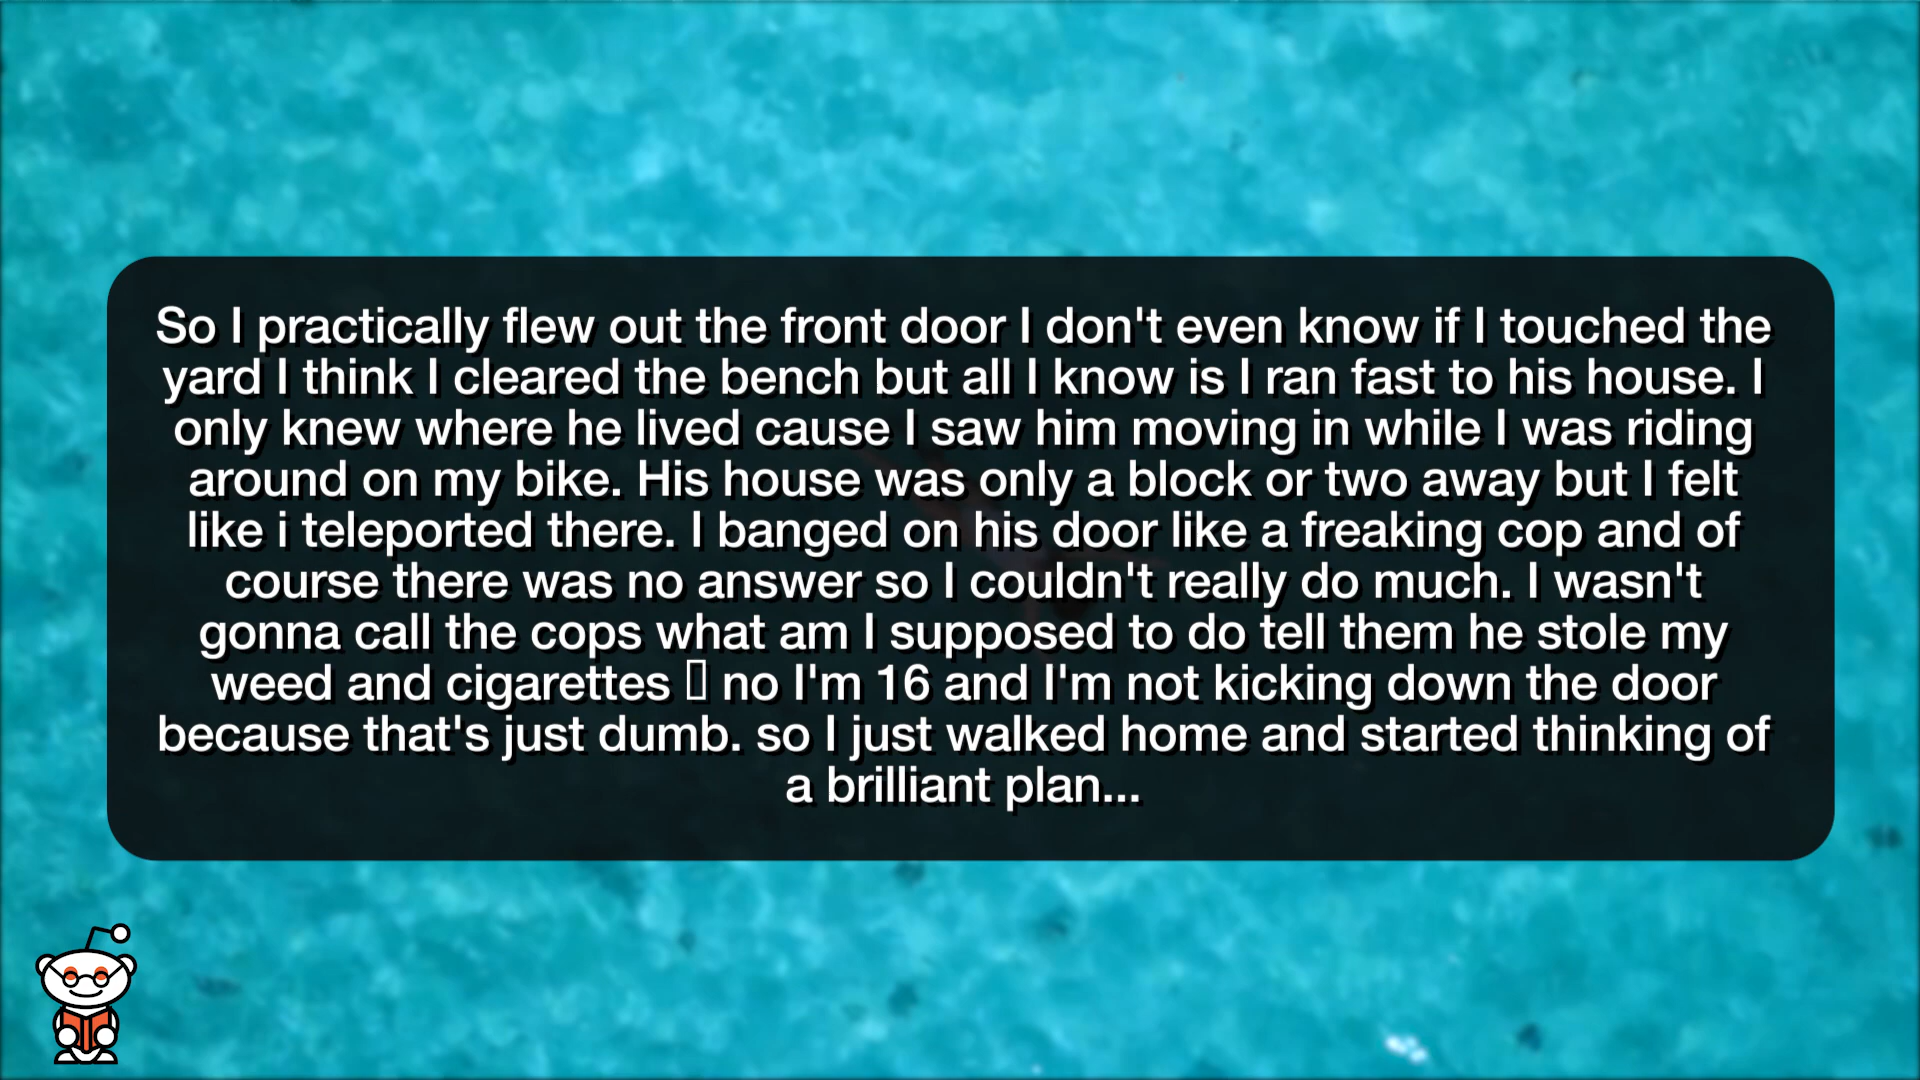 So I practically flew out the front door I don't even know if I touched the
yard I think I cleared the bench but all I know is I ran fast to his house. I
only knew where he lived cause I saw him moving in while I was riding
around on my bike. His house was only a block or two away but I felt
like i teleported there. I banged on his door like a freaking cop and of
course there was no answer so I couldn't really do much. I wasn't
gonna call the cops what am I supposed to do tell them he stole my
weed and cigarettes ▯ no I'm 16 and I'm not kicking down the door
because that's just dumb. so I just walked home and started thinking of
a brilliant plan...